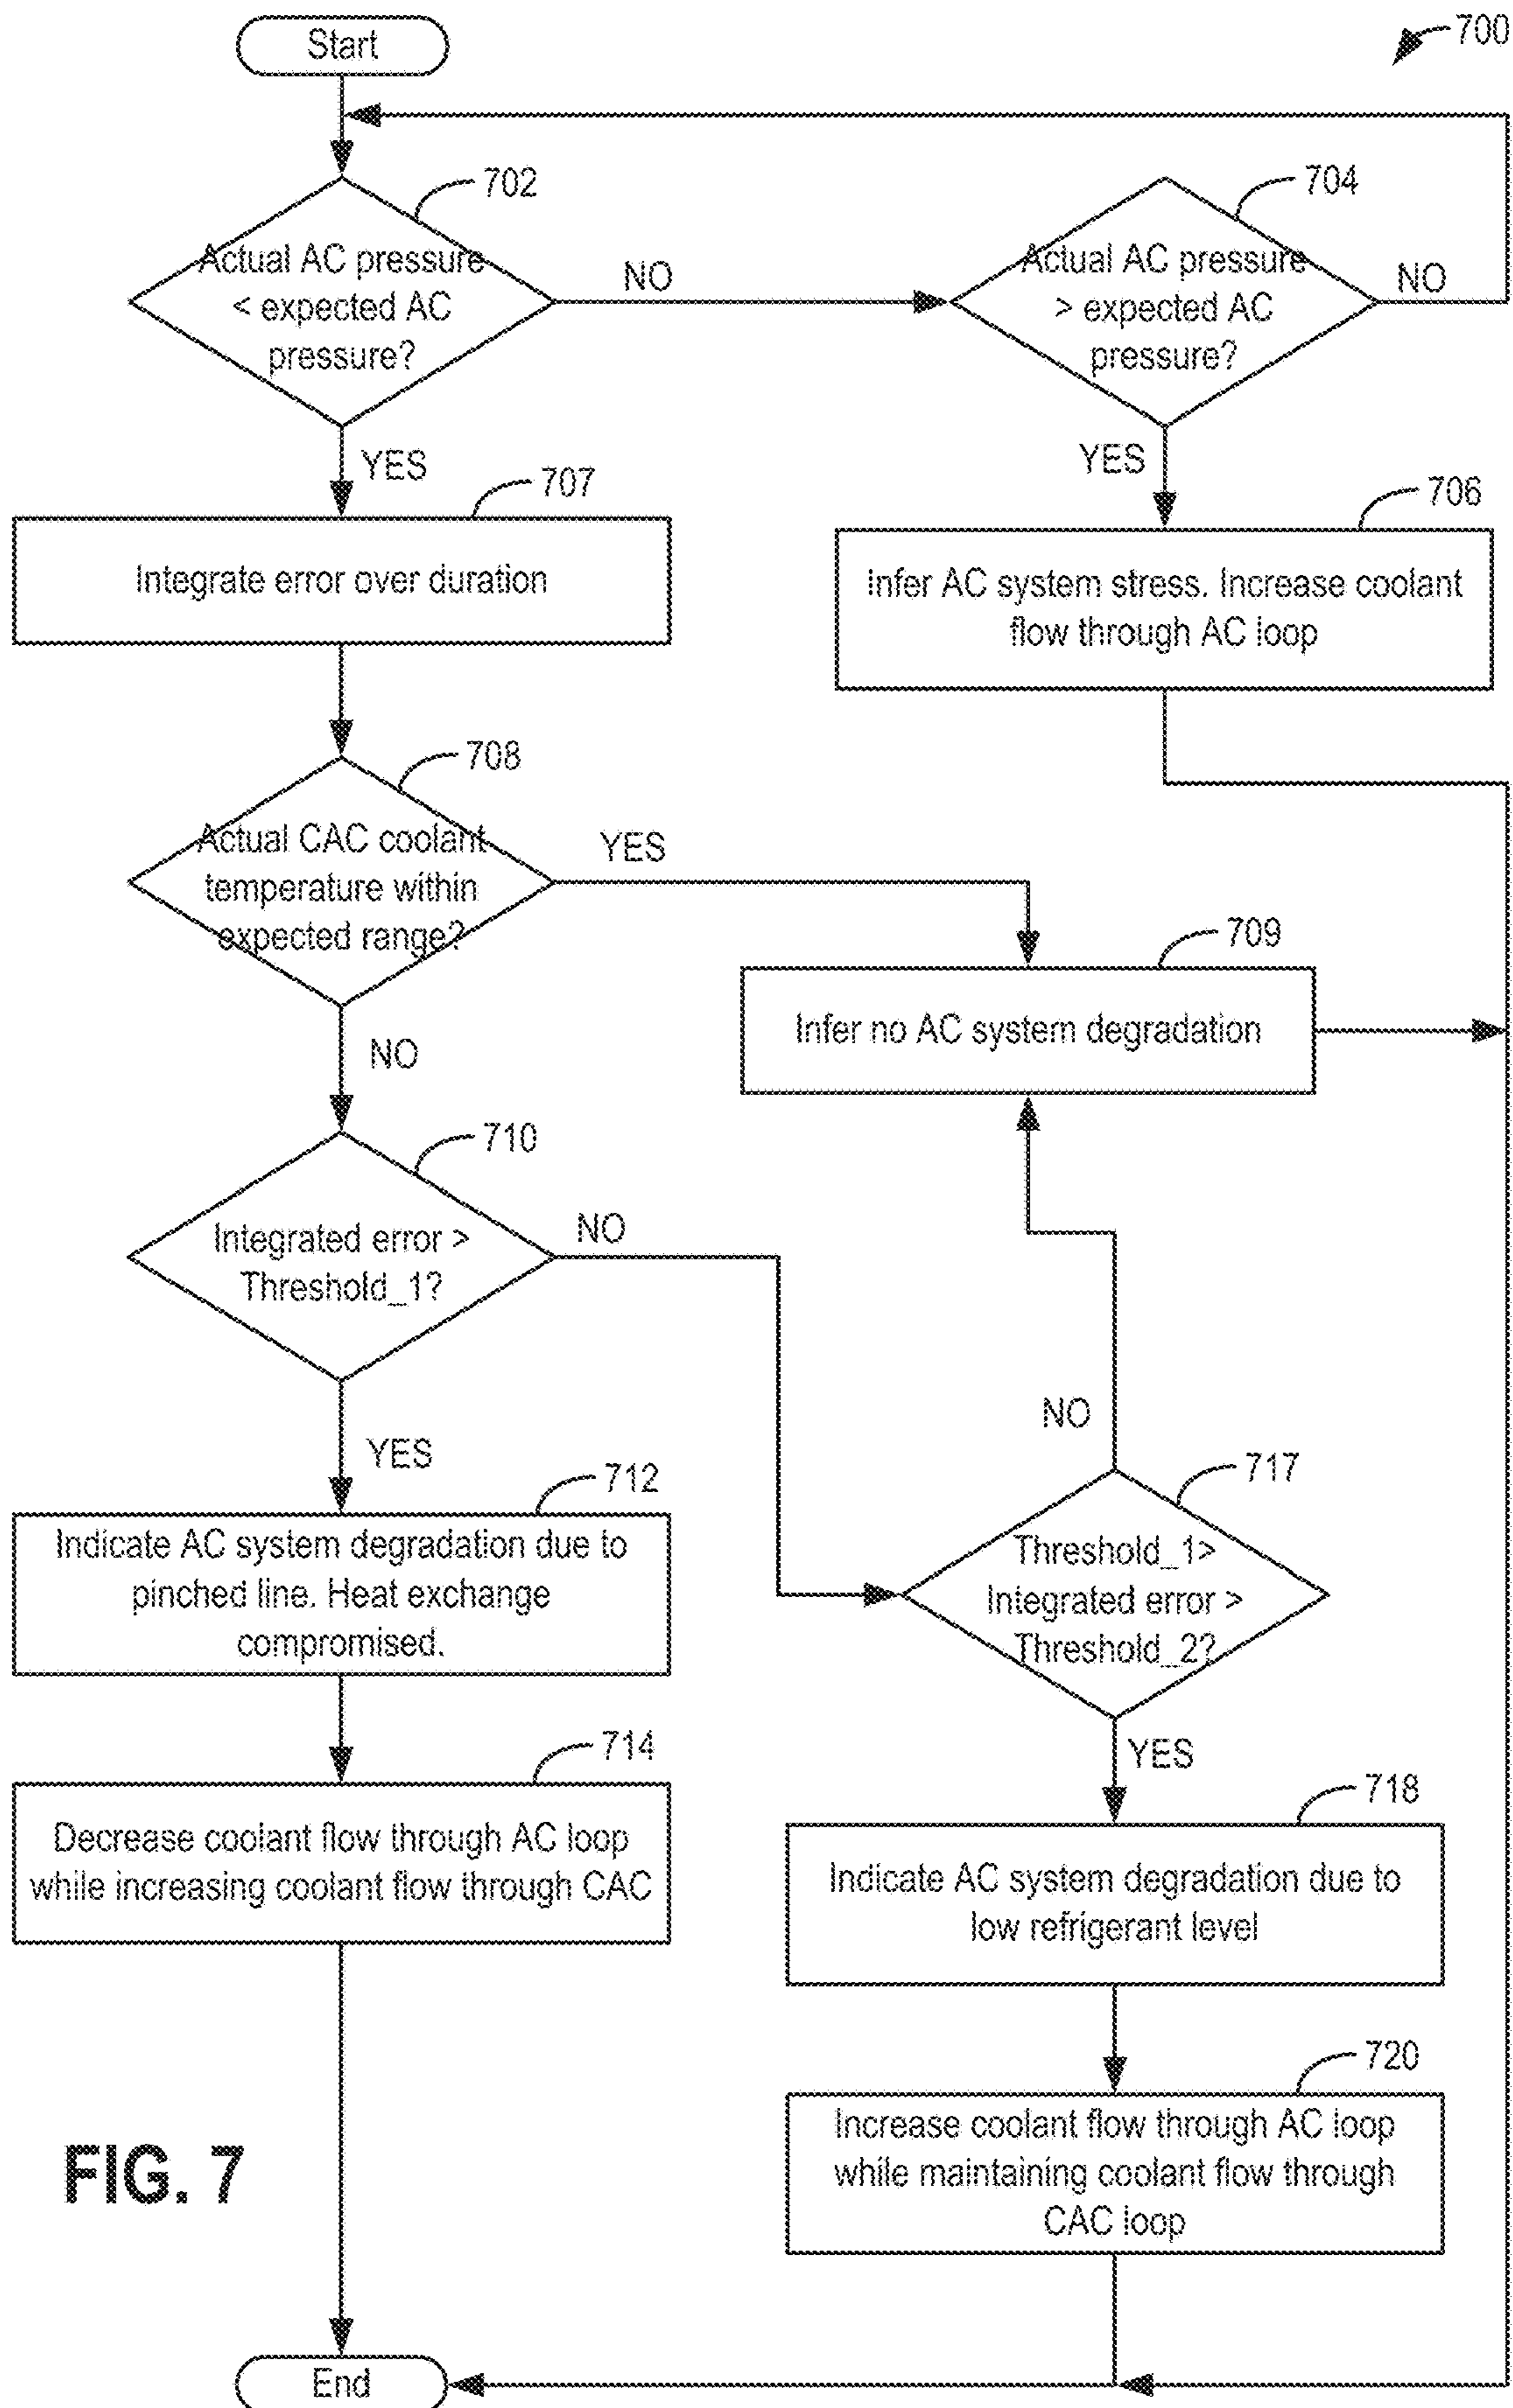 Start
700
702
Actual AC pressure
< expected AC
pressure?
NO
704
Actual AC pressure
> expected AC
pressure?
NO
YES
YES
707
Integrate error over duration
706
Infer AC system stress. Increase coolant
flow through AC loop
708
Actual CAC coolant
temperature within
expected range?
YES
709
Infer no AC system degradation
NO
710
Integrated error >
Threshold_1?
NO
YES
NO
712
Indicate AC system degradation due to
pinched line. Heat exchange
compromised.
717
Threshold_1>
Integrated error >
Threshold_2?
YES
714
Decrease coolant flow through AC loop
while increasing coolant flow through CAC
718
Indicate AC system degradation due to
low refrigerant level
720
Increase coolant flow through AC loop
while maintaining coolant flow through
CAC loop
FIG. 7
End